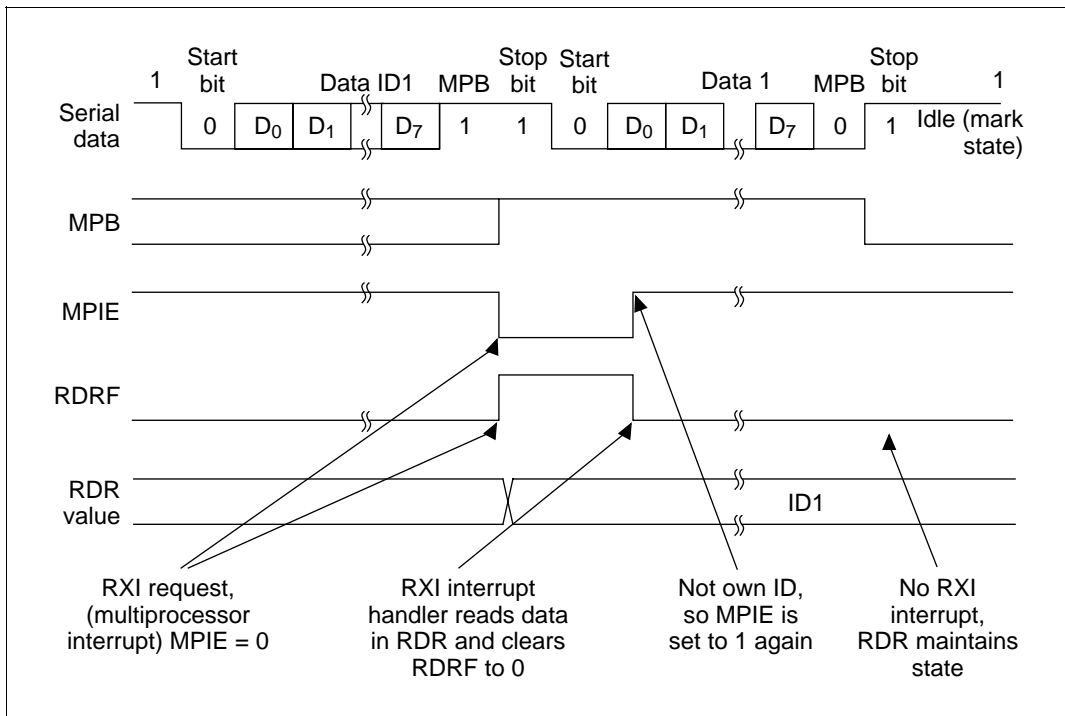 Start bit Stop bit Start bit Stop bit
1 Data ID1 MPB Data 1 MPB 1
Serial data 0 D0 D1 D7 1 1 0 D0 D1 D7 0 1 Idle (mark state)
MPB
MPIE
RDRF
RDR value ID1
RXI request, (multiprocessor interrupt) MPIE = 0
RXI interrupt handler reads data in RDR and clears RDRF to 0
Not own ID, so MPIE is set to 1 again
No RXI interrupt, RDR maintains state